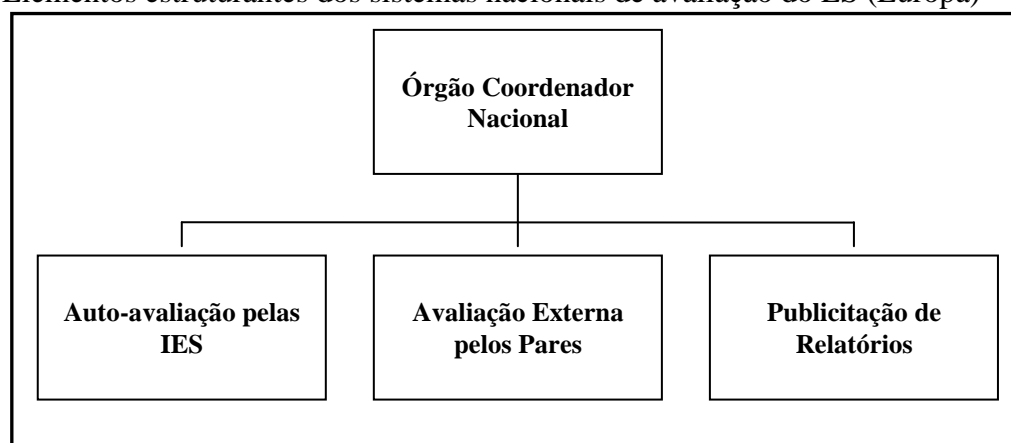 Elementos estruturantes dos sistemas nacionais de avaliação do ES (Europa)
Órgão Coordenador
Nacional
Auto-avaliação pelas
IES
Avaliação Externa
pelos Pares
Publicitação de
Relatórios